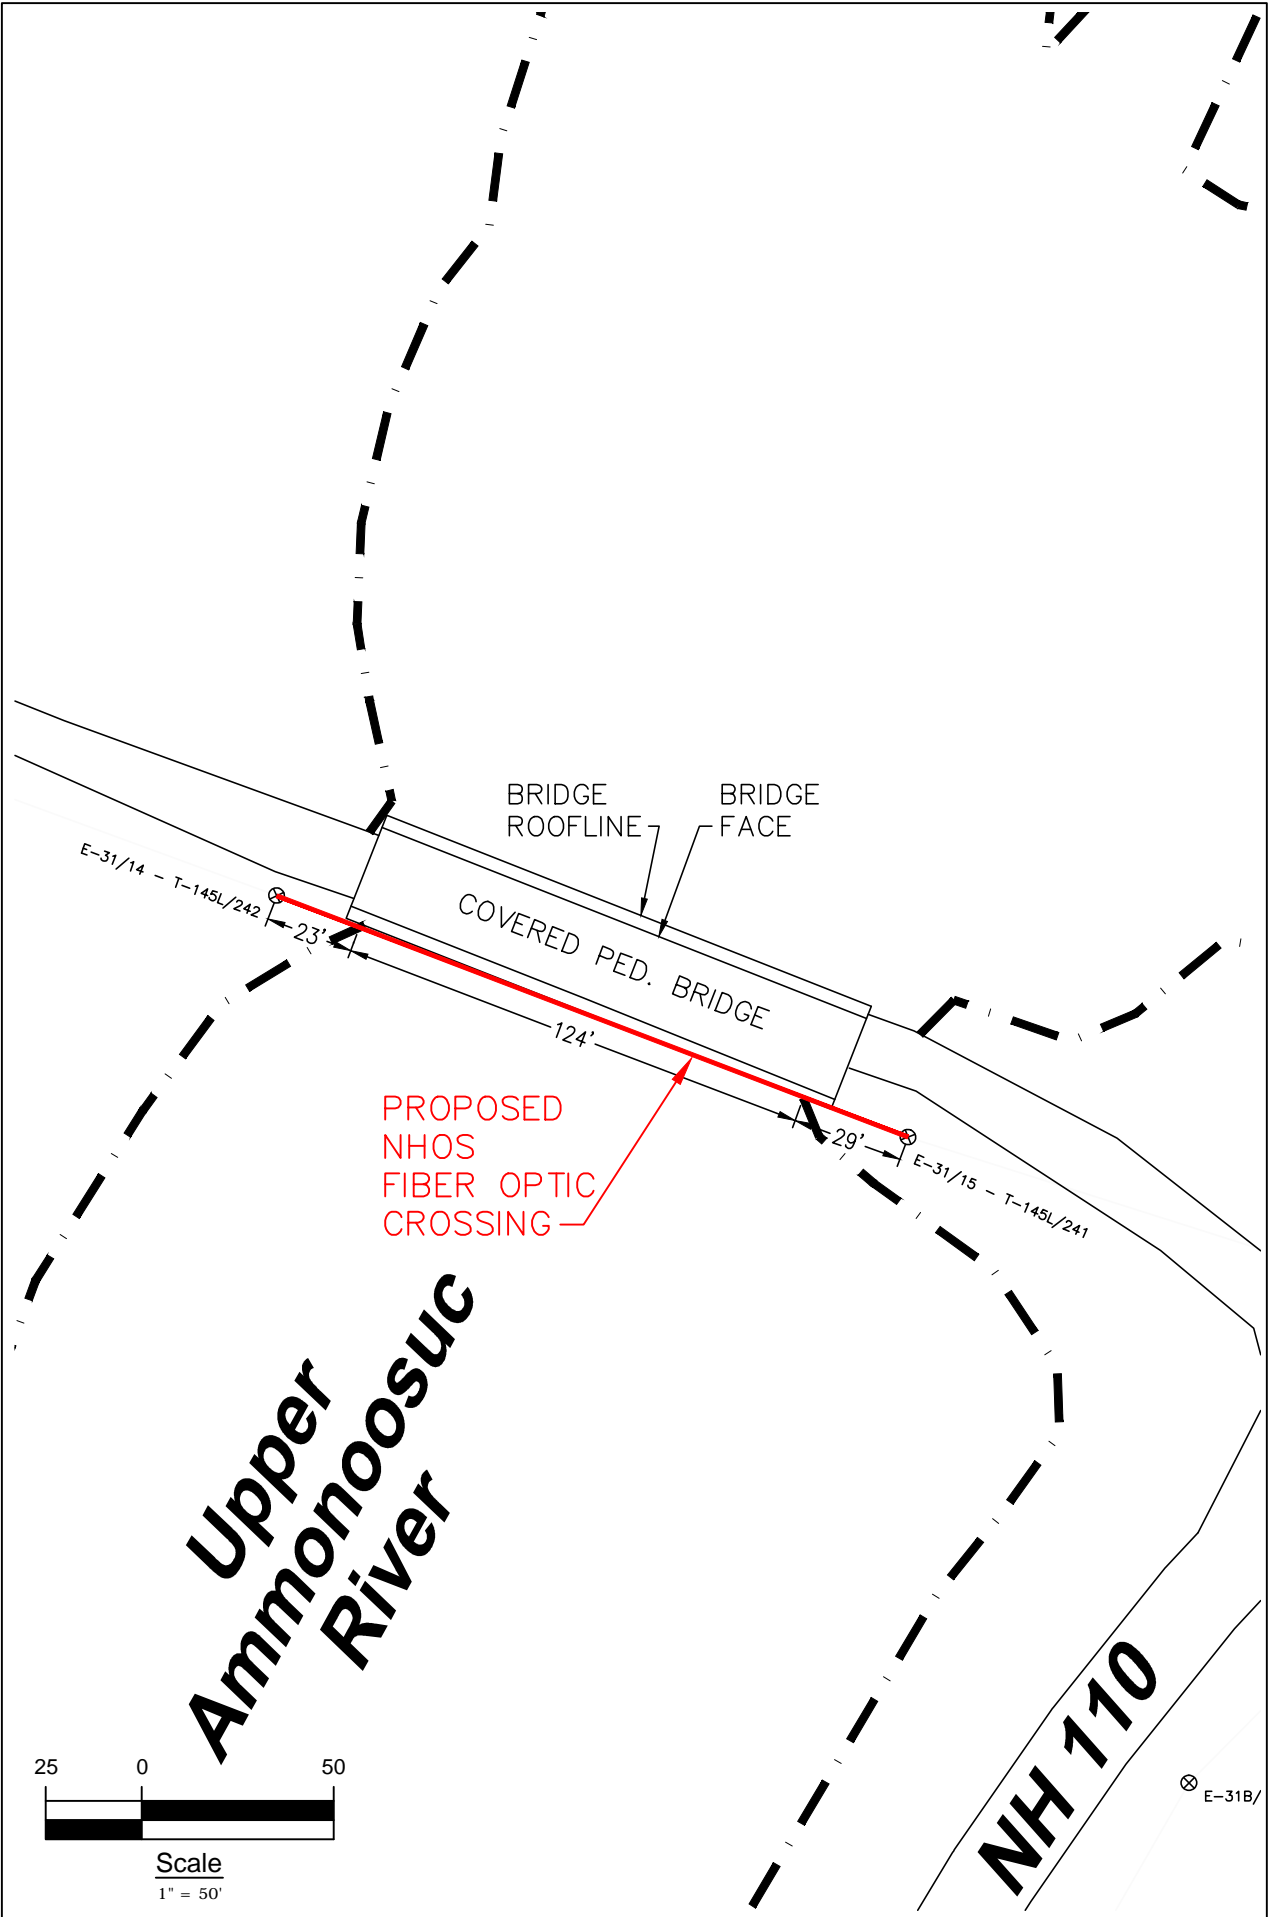 BRIDGE
ROOFLINE
BRIDGE
FACE
E-31/14 - T-145L/242
COVERED PED. BRIDGE
23'
124'
29'
E-31/15 - T-145L/241
PROPOSED
NHOS
FIBER OPTIC
CROSSING
Upper
Ammonoosuc
River
NH 110
E-31B/
25 0 50
Scale
1" = 50'